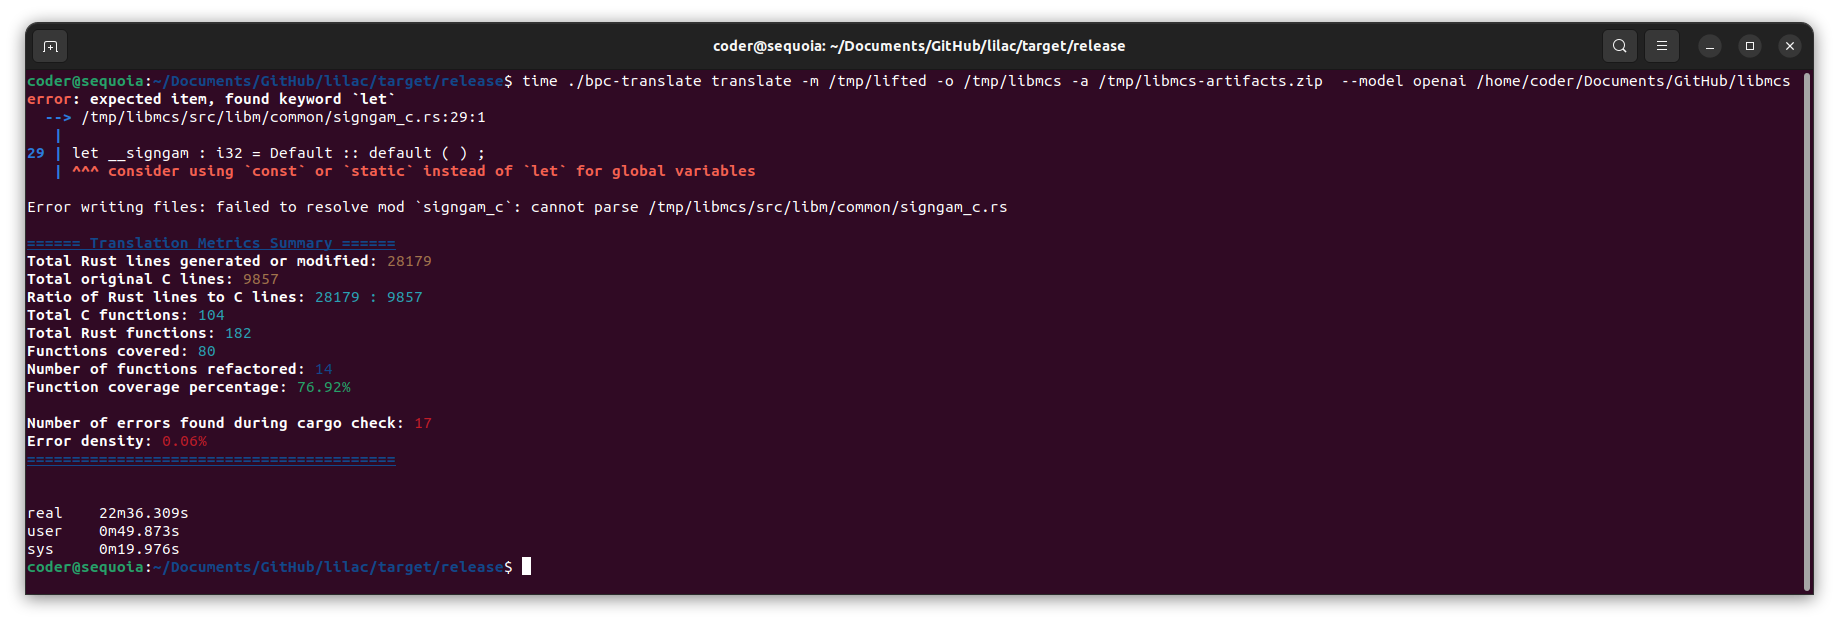 coder@sequoia: ~/Documents/GitHub/lilac/target/release
coder@sequoia:~/Documents/GitHub/lilac/target/release$ time ./bpc-translate translate -m /tmp/lifted -o /tmp/libmcs -a /tmp/libmcs-artifacts.zip  --model openai /home/coder/Documents/GitHub/libmcs
error: expected item, found keyword `let`
  --> /tmp/libmcs/src/libm/common/signgam_c.rs:29:1
   |
29 | let __signgam : i32 = Default :: default ( ) ;
   | ^^^ consider using `const` or `static` instead of `let` for global variables
Error writing files: failed to resolve mod `signgam_c`: cannot parse /tmp/libmcs/src/libm/common/signgam_c.rs
====== Translation Metrics Summary ======
Total Rust lines generated or modified: 28179
Total original C lines: 9857
Ratio of Rust lines to C lines: 28179 : 9857
Total C functions: 104
Total Rust functions: 182
Functions covered: 80
Number of functions refactored: 14
Function coverage percentage: 76.92%
Number of errors found during cargo check: 17
Error density: 0.06%
=========================================
real    22m36.309s
user    0m49.873s
sys     0m19.976s
coder@sequoia:~/Documents/GitHub/lilac/target/release$